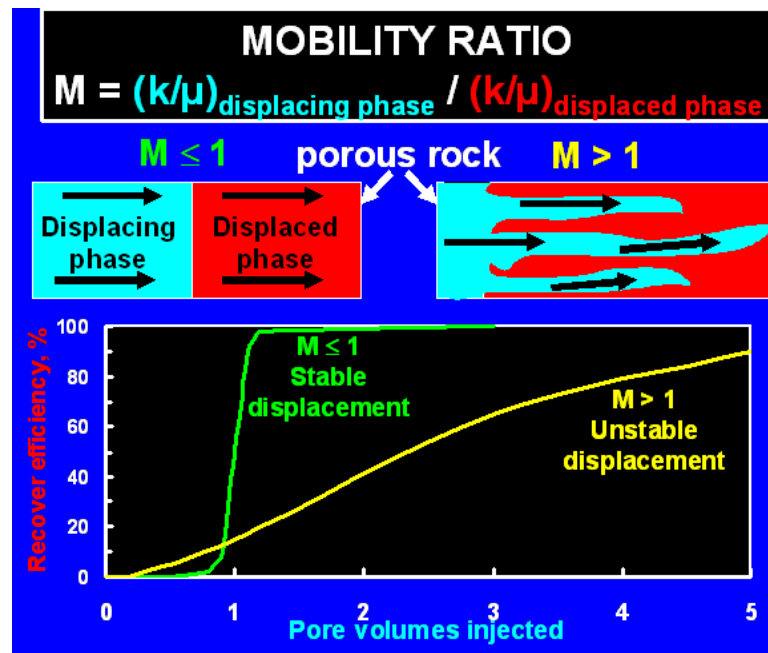 MOBILITY RATIO
M = (k/µ)displacing phase / (k/µ)displaced phase
M ≤ 1 porous rock M > 1
Displacing phase
Displaced phase
Recover efficiency, %
100
80
60
40
20
0
M ≤ 1
Stable
displacement
M > 1
Unstable
displacement
0 1 2 3 4 5
Pore volumes injected